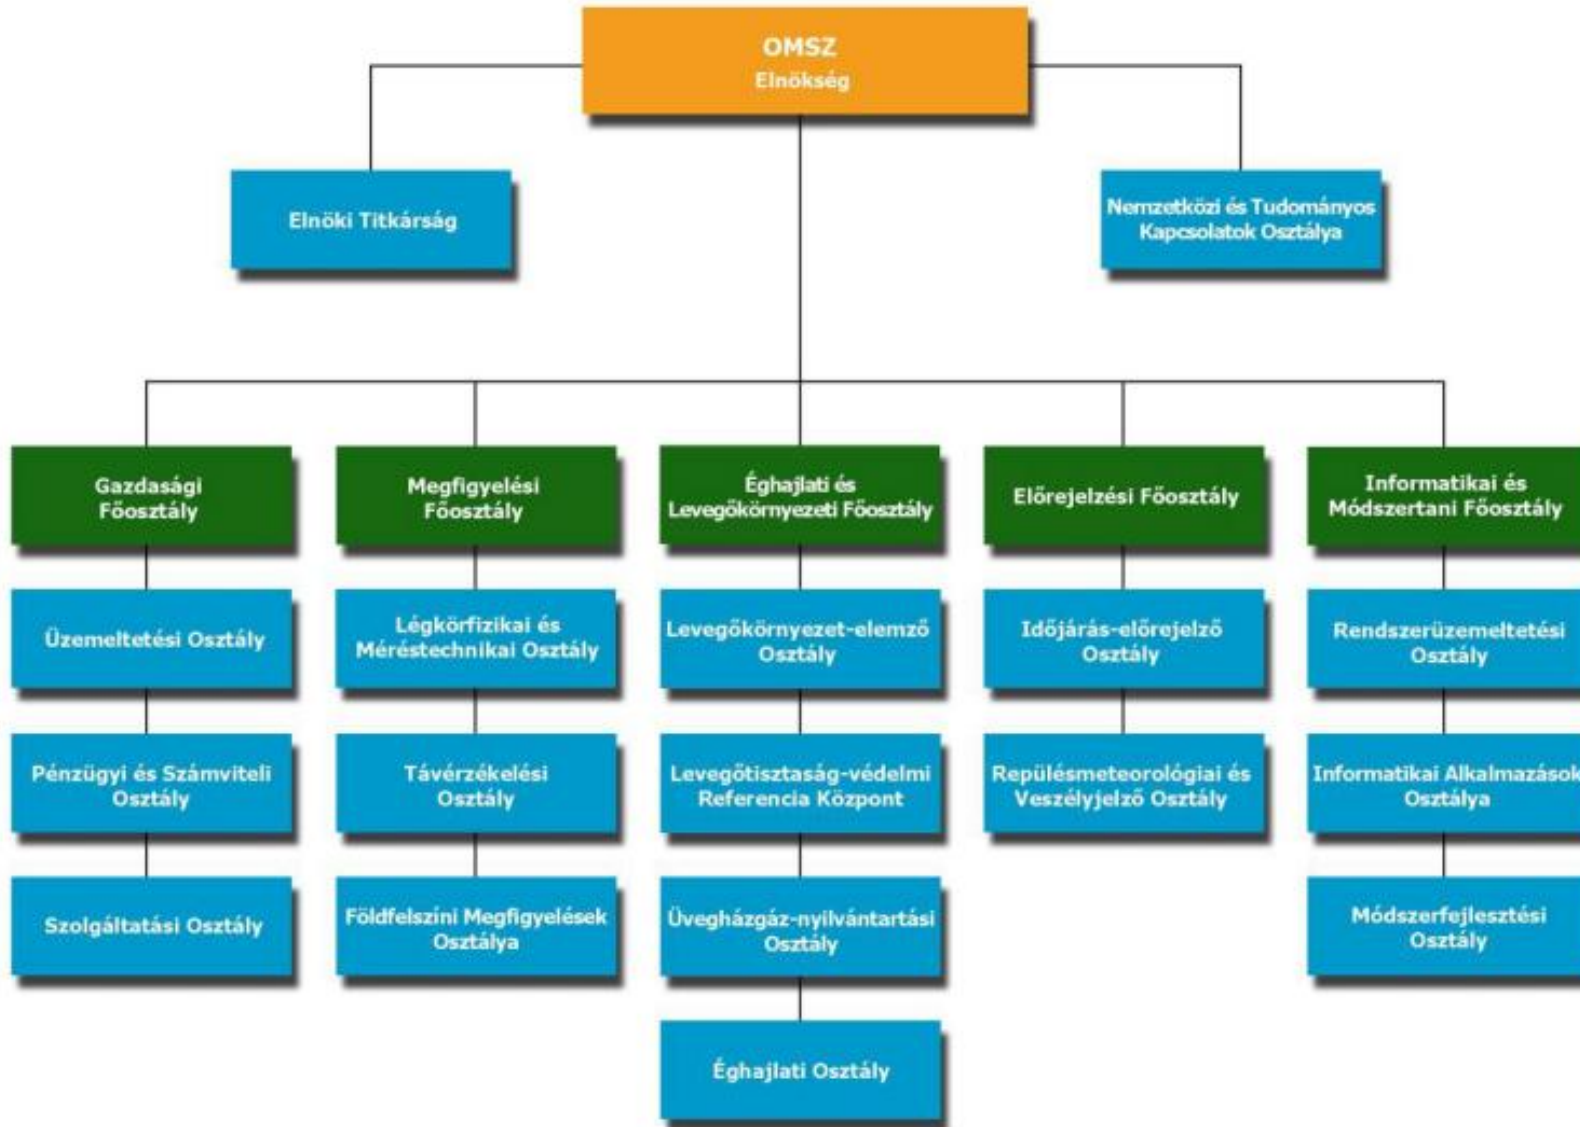 OMSZ
Elnökség
Elnöki Titkárság
Nemzetközi és Tudományos
Kapcsolatok Osztálya
Gazdasági
Főosztály
Megfigyelési
Főosztály
Éghajlati és
Levegőkörnyezeti Főosztály
Előrejelzési Főosztály
Informatikai és
Módszertani Főosztály
Üzemeltetési Osztály
Légkörfizikai és
Méréstechnikai Osztály
Levegőkörnyezet-elemző
Osztály
Időjárás-előrejelző
Osztály
Rendszerüzemeltetési
Osztály
Pénzügyi és Számviteli
Osztály
Távérzékelési
Osztály
Levegőtisztaság-védelmi
Referencia Központ
Repülésmeteorológiai és
Veszélyjelző Osztály
Informatikai Alkalmazások
Osztálya
Szolgáltatási Osztály
Földfelszíni Megfigyelések
Osztálya
Üvegházgáz-nyilvántartási
Osztály
Módszerfejlesztési
Osztály
Éghajlati Osztály